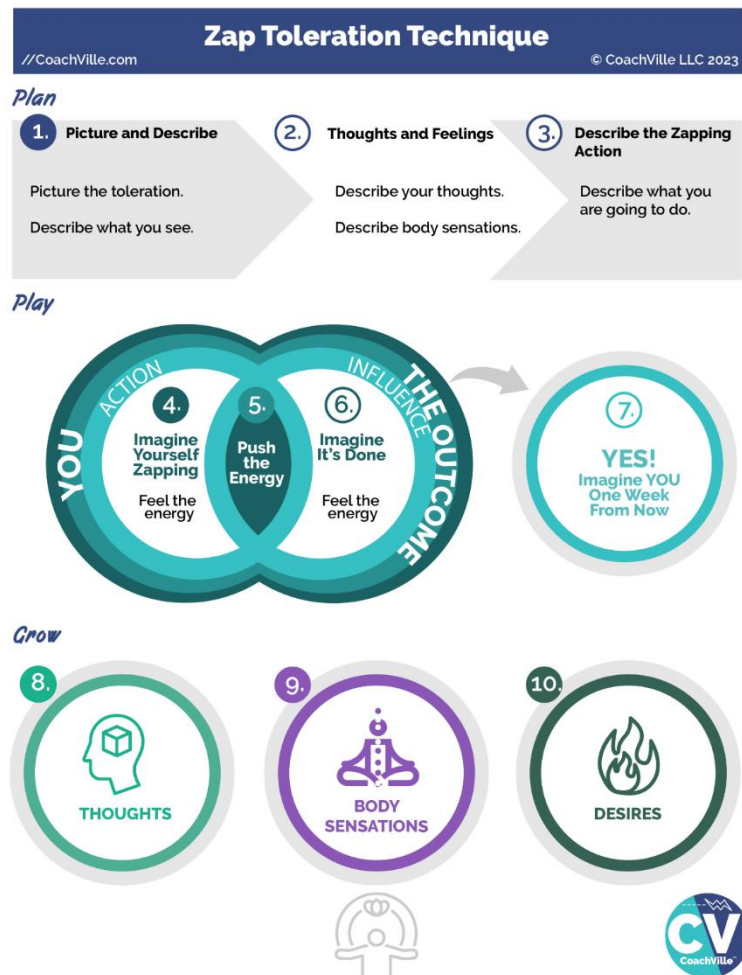 Zap Toleration Technique
//CoachVille.com
© CoachVille LLC 2023
Plan
1.
Picture and Describe
Picture the toleration.
Describe what you see.
2.
Thoughts and Feelings
Describe your thoughts.
Describe body sensations.
3.
Describe the Zapping
Action
Describe what you
are going to do.
Play
YOU
ACTION
4.
Imagine
Yourself
Zapping
Feel the
energy
5.
Push
the
Energy
6.
Imagine
It's Done
Feel the
energy
INFLUENCE
THE OUTCOME
7.
YES!
Imagine YOU
One Week
From Now
Grow
8.
THOUGHTS
9.
BODY
SENSATIONS
10.
DESIRES
CV
CoachVille™